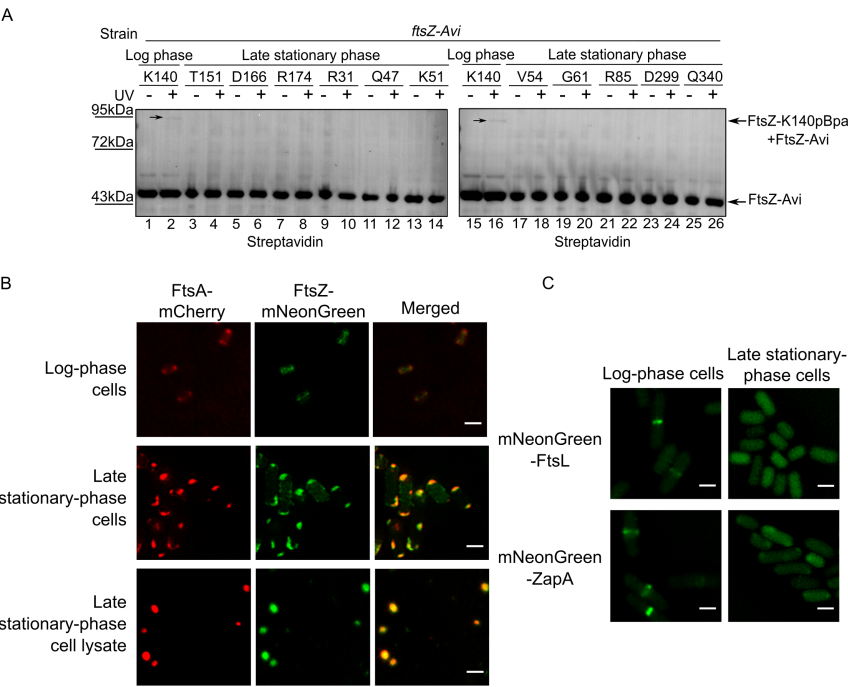 A
Strain ftsZ-Avi
Log phase Late stationary phase Log phase Late stationary phase
K140 T151 D166 R174 R31 Q47 K51 K140 V54 G61 R85 D299 Q340
UV - + - + - + - + - + - + - + - + - + - + - + - + - +
95kDa
72kDa
43kDa
FtsZ-K140pBpa
+FtsZ-Avi
FtsZ-Avi
1 2 3 4 5 6 7 8 9 10 11 12 13 14 15 16 17 18 19 20 21 22 23 24 25 26
Streptavidin Streptavidin
B
FtsA-
mCherry
FtsZ-
mNeonGreen
Merged
Log-phase
cells
Late
stationary-phase
cells
Late
stationary-phase
cell lysate
C
Log-phase cells
Late stationary-
phase cells
mNeonGreen
-FtsL
mNeonGreen
-ZapA